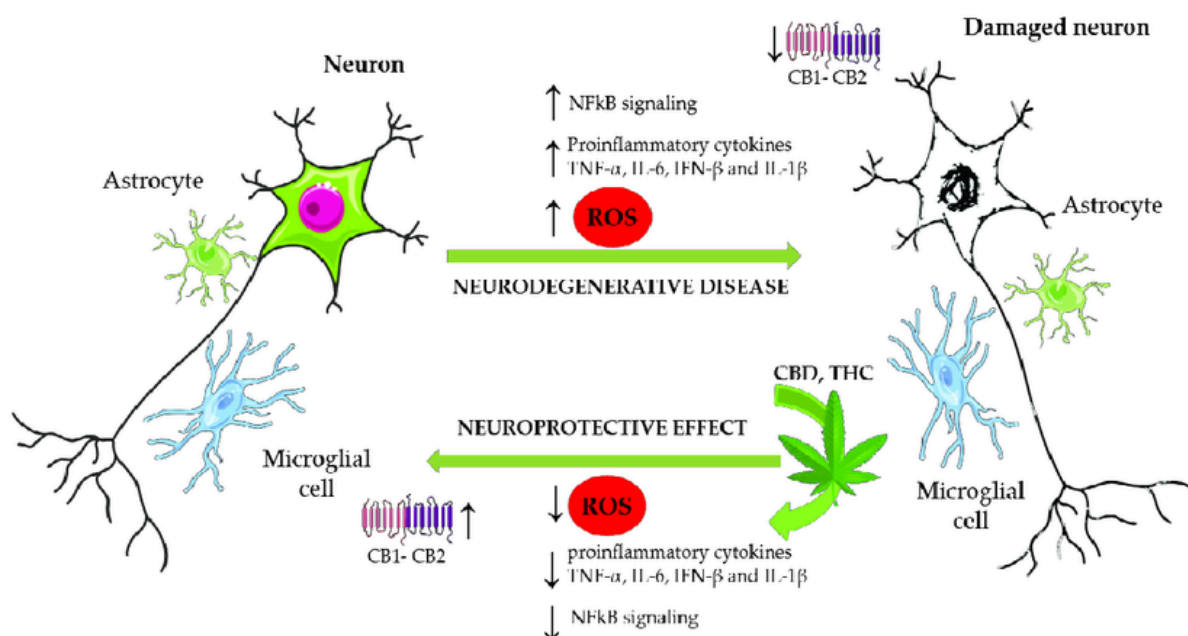 CB1- CB2
Damaged neuron
Neuron
NFkB signaling
Proinflammatory cytokines
TNF-α, IL-6, IFN-β and IL-1β
Astrocyte
ROS
Astrocyte
NEURODEGENERATIVE DISEASE
CBD, THC
NEUROPROTECTIVE EFFECT
Microglial
cell
ROS
Microglial
cell
CB1- CB2
proinflammatory cytokines
TNF-α, IL-6, IFN-β and IL-1β
NFkB signaling